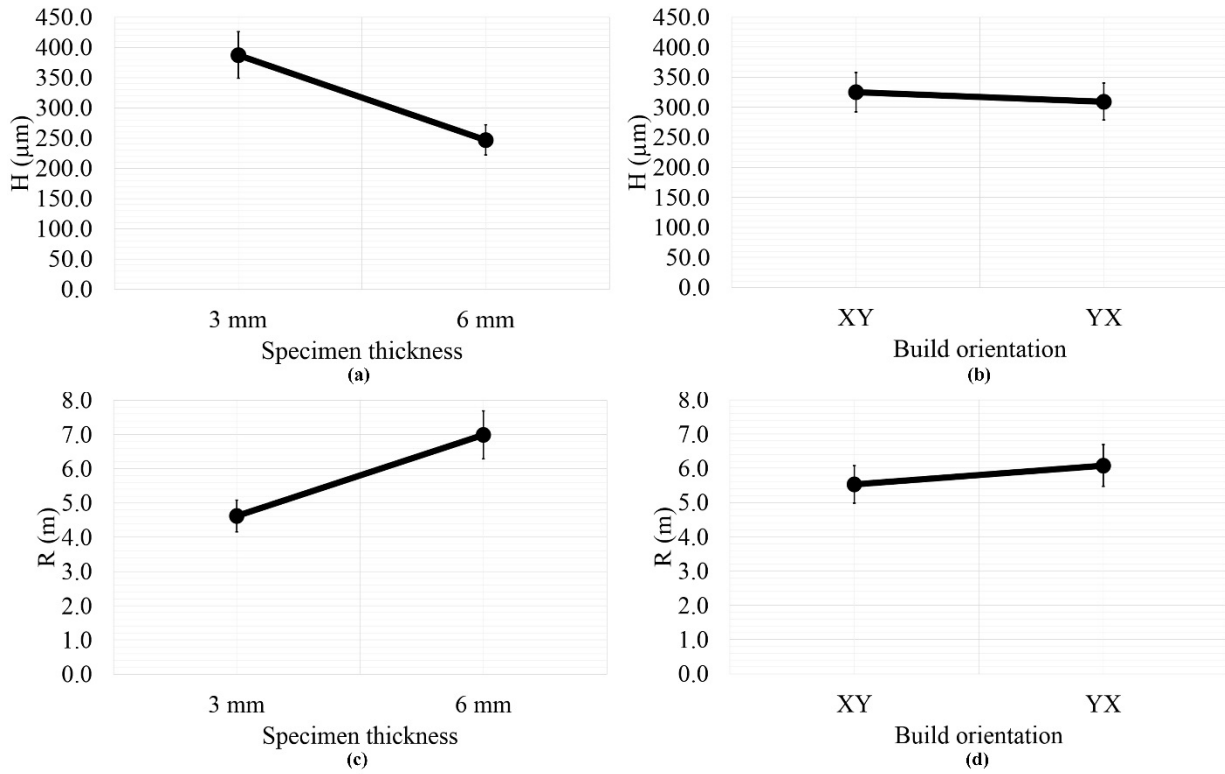 450.0
400.0
350.0
300.0
250.0
200.0
150.0
100.0
50.0
0.0
H (µm)
3 mm 6 mm
Specimen thickness
(a)
450.0
400.0
350.0
300.0
250.0
200.0
150.0
100.0
50.0
0.0
H (µm)
XY YX
Build orientation
(b)
8.0
7.0
6.0
5.0
4.0
3.0
2.0
1.0
0.0
R (m)
3 mm 6 mm
Specimen thickness
(c)
8.0
7.0
6.0
5.0
4.0
3.0
2.0
1.0
0.0
R (m)
XY YX
Build orientation
(d)